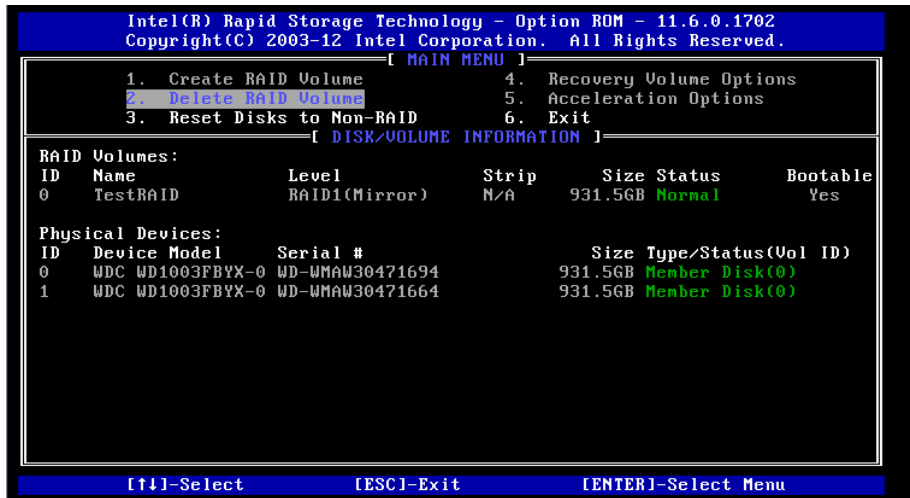 Intel(R) Rapid Storage Technology - Option ROM - 11.6.0.1702
Copyright(C) 2003-12 Intel Corporation. All Rights Reserved.
[ MAIN MENU ]
1. Create RAID Volume 4. Recovery Volume Options
2. Delete RAID Volume 5. Acceleration Options
3. Reset Disks to Non-RAID 6. Exit
[ DISK/VOLUME INFORMATION ]
RAID Volumes:
ID Name Level Strip Size Status Bootable
0 TestRAID RAID1(Mirror) N/A 931.5GB Normal Yes
Physical Devices:
ID Device Model Serial # Size Type/Status(Vol ID)
0 WDC WD1003FBYX-0 WD-WMAW30471694 931.5GB Member Disk(0)
1 WDC WD1003FBYX-0 WD-WMAW30471664 931.5GB Member Disk(0)
[↑↓]-Select [ESC]-Exit [ENTER]-Select Menu